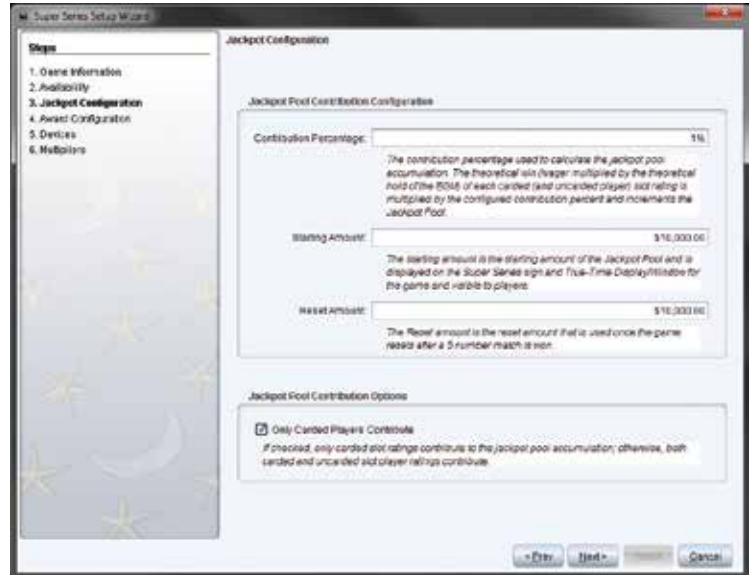 Super Series Setup Wizard
Steps
1. Game Information
2. Availability
3. Jackpot Configuration
4. Award Configuration
5. Devices
6. Multipliers
Jackpot Configuration
Jackpot Pool Contribution Configuration
Contribution Percentage: 1%
The contribution percentage used to calculate the jackpot pool
accumulation. The theoretical win (wager multiplied by the theoretical
hold of the EGM) of each carded (and uncarded player) slot rating is
multiplied by the configured contribution percent and increments the
Jackpot Pool.
Starting Amount: $10,000.00
The starting amount is the starting amount of the Jackpot Pool and is
displayed on the Super Series sign and True-Time Display/Window for
the game and visible to players.
Reset Amount: $10,000.00
The Reset amount is the reset amount that is used once the game
resets after a 5 number match is won.
Jackpot Pool Contribution Options
Only Carded Players Contribute
If checked, only carded slot ratings contribute to the jackpot pool accumulation; otherwise, both
carded and uncarded slot player ratings contribute.
< Prev Next > Cancel